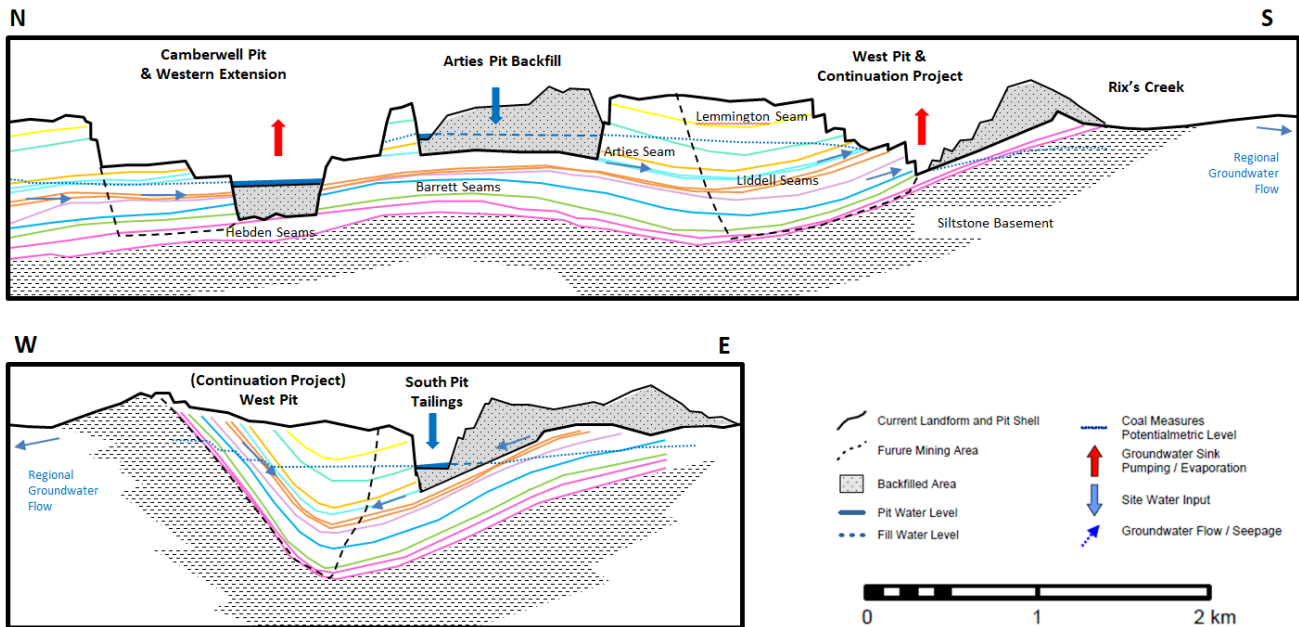 N
S
Camberwell Pit
& Western Extension
Arties Pit Backfill
West Pit &
Continuation Project
Rix's Creek
Lemmington Seam
Arties Seam
Liddell Seams
Barrett Seams
Hebden Seams
Siltstone Basement
Regional
Groundwater
Flow
W
E
(Continuation Project)
West Pit
South Pit
Tailings
Regional
Groundwater
Flow
Current Landform and Pit Shell
Furure Mining Area
Backfilled Area
Pit Water Level
Fill Water Level
Coal Measures
Potentialmetric Level
Groundwater Sink
Pumping / Evaporation
Site Water Input
Groundwater Flow / Seepage
0 1 2 km